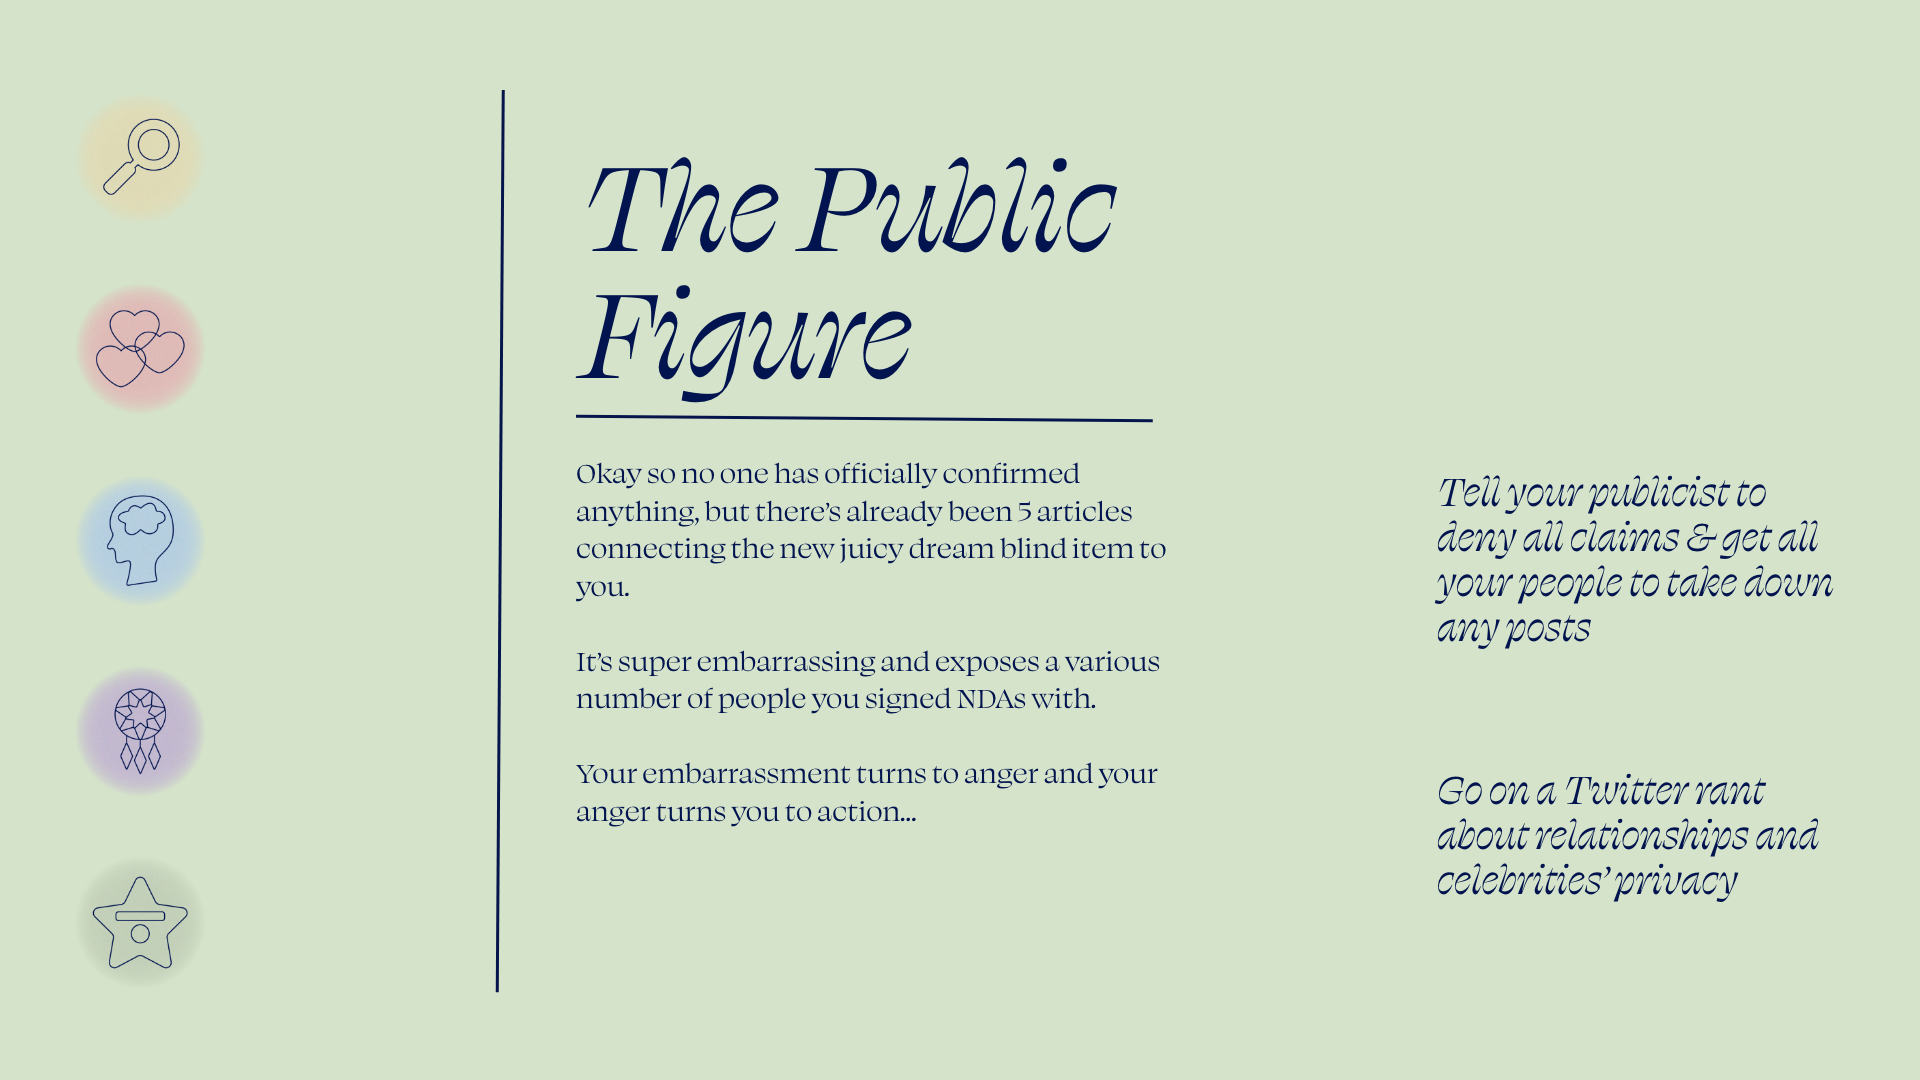 The Public
Figure
Okay so no one has officially confirmed
anything, but there’s already been 5 articles
connecting the new juicy dream blind item to
you.
It’s super embarrassing and exposes a various
number of people you signed NDAs with.
Your embarrassment turns to anger and your
anger turns you to action...
Tell your publicist to
deny all claims & get all
your people to take down
any posts
Go on a Twitter rant
about relationships and
celebrities’ privacy